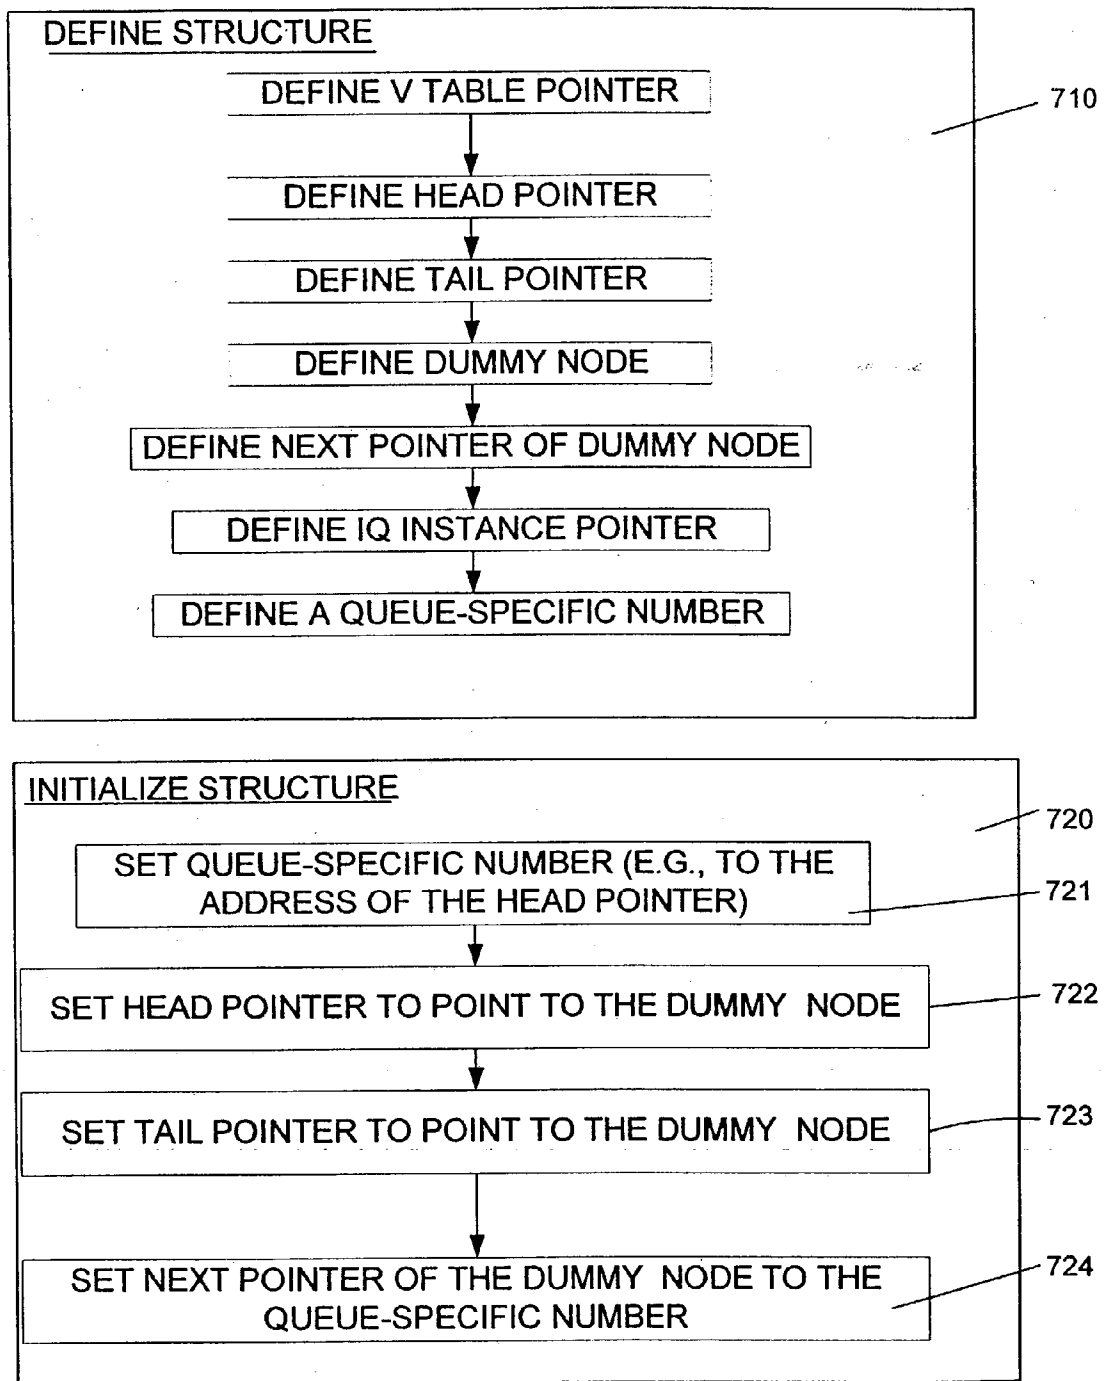 DEFINE STRUCTURE
DEFINE V TABLE POINTER
710
DEFINE HEAD POINTER
DEFINE TAIL POINTER
DEFINE DUMMY NODE
DEFINE NEXT POINTER OF DUMMY NODE
DEFINE IQ INSTANCE POINTER
DEFINE A QUEUE-SPECIFIC NUMBER
INITIALIZE STRUCTURE
720
SET QUEUE-SPECIFIC NUMBER (E.G., TO THE
ADDRESS OF THE HEAD POINTER)
721
SET HEAD POINTER TO POINT TO THE DUMMY NODE
722
SET TAIL POINTER TO POINT TO THE DUMMY NODE
723
SET NEXT POINTER OF THE DUMMY NODE TO THE
QUEUE-SPECIFIC NUMBER
724